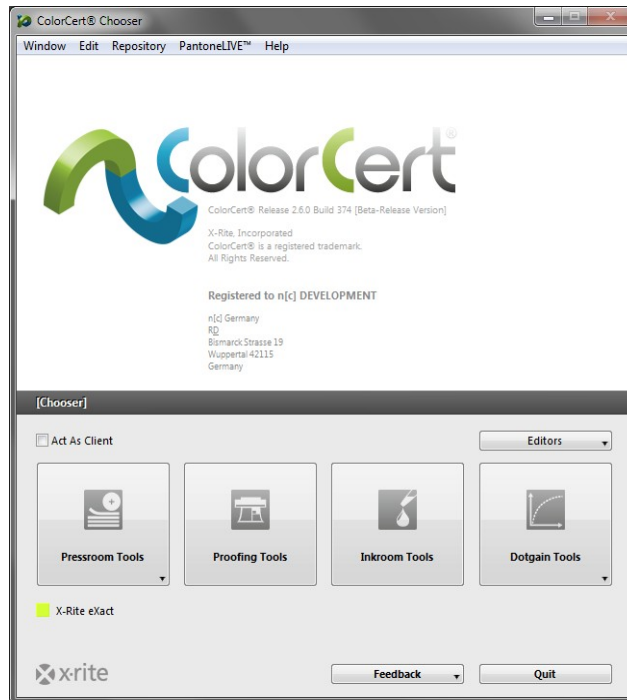 ColorCert® Chooser
Window Edit Repository PantoneLIVE™ Help
ColorCert®
ColorCert® Release 2.6.0 Build 374 [Beta-Release Version]
X-Rite, Incorporated
ColorCert® is a registered trademark.
All Rights Reserved.
Registered to n[c] DEVELOPMENT
n[c] Germany
RD
Bismarck Strasse 19
Wuppertal 42115
Germany
[Chooser]
Act As Client
Editors
Pressroom Tools
Proofing Tools
Inkroom Tools
Dotgain Tools
X-Rite eXact
x·rite
Feedback
Quit